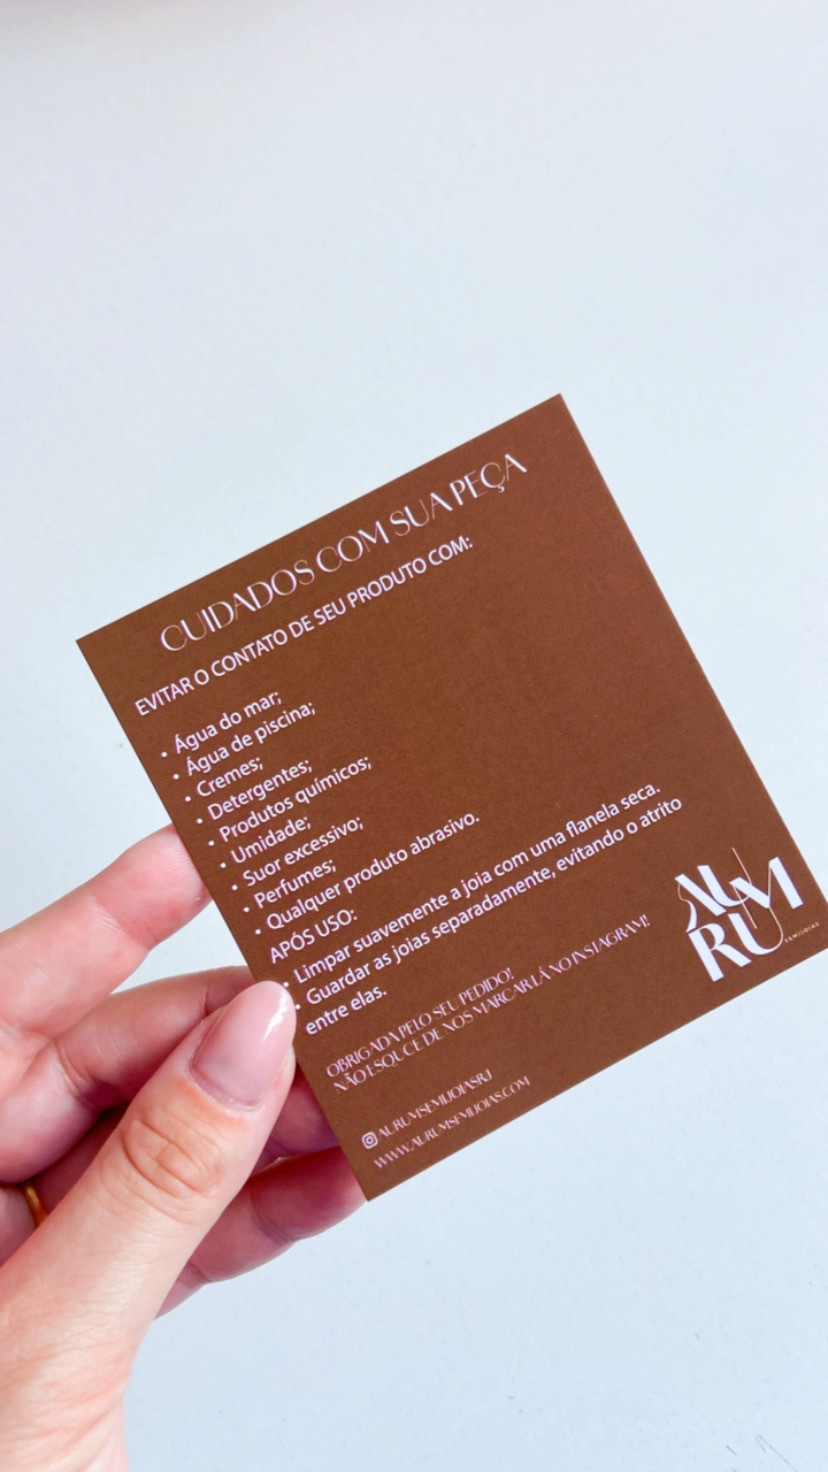 CUIDADOS COM SUA PEÇA
EVITAR O CONTATO DE SEU PRODUTO COM:
• Água do mar;
• Água de piscina;
• Cremes;
• Detergentes;
• Produtos químicos;
• Umidade;
• Suor excessivo;
• Perfumes;
• Qualquer produto abrasivo.
APÓS USO:
• Limpar suavemente a joia com uma flanela seca.
• Guardar as joias separadamente, evitando o atrito
entre elas.
OBRIGADA PELO SEU PEDIDO!
NÃO ESQUCE DE NOS MARCAR LÁ NO INSTAGRAM!
AURUMSEMIJOIASRJ
WWW.AURUMSEMIJOIAS.COM
AURUM
SEMIJOIAS